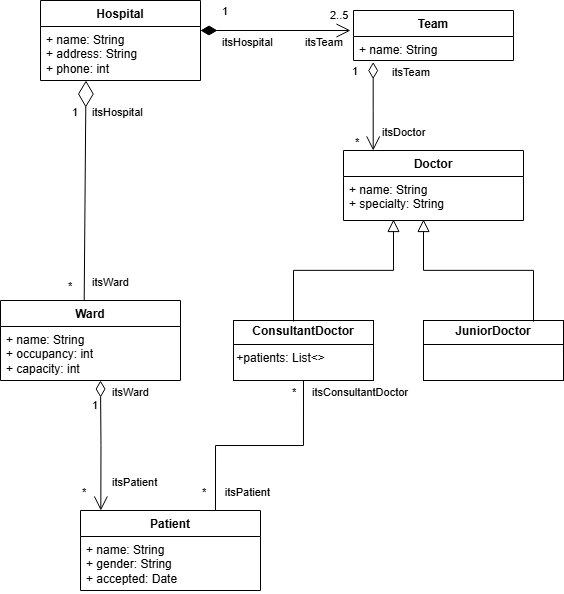 Hospital
+ name: String
+ address: String
+ phone: int
1
itsHospital
2..5
itsTeam
Team
+ name: String
1
itsTeam
itsDoctor
*
Doctor
+ name: String
+ specialty: String
1
itsHospital
*
itsWard
Ward
+ name: String
+ occupancy: int
+ capacity: int
ConsultantDoctor
+patients: List<>
JuniorDoctor
1
itsWard
*
itsConsultantDoctor
*
itsPatient
*
itsPatient
Patient
+ name: String
+ gender: String
+ accepted: Date